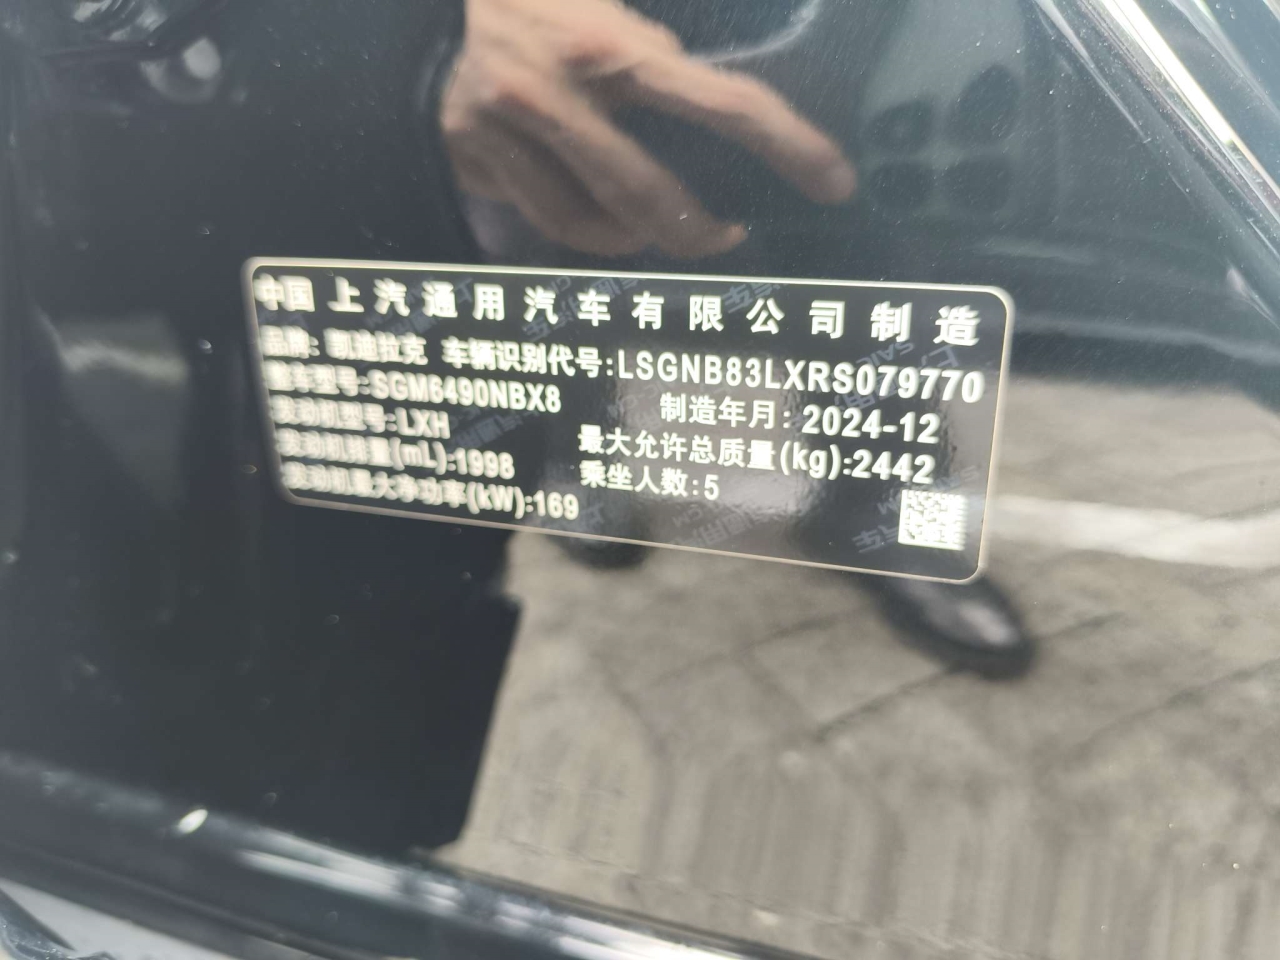 中国上汽通用汽车有限公司制造
品牌: 凯迪拉克 车辆识别代号:LSGNB83LXRS079770
整车型号:SGM6490NBX8 制造年月: 2024-12
发动机型号:LXH 最大允许总质量(kg):2442
发动机排量(mL):1998 乘坐人数:5
发动机最大净功率(kW):169